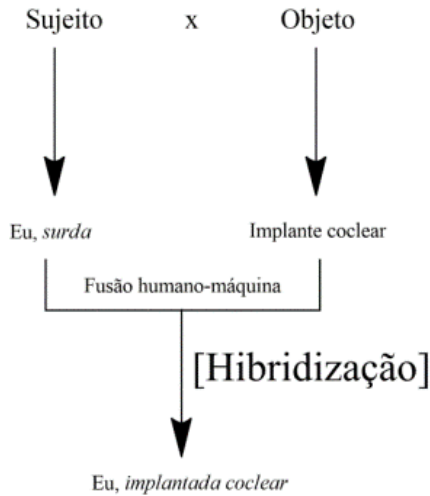 Sujeito x Objeto
Eu, surda Implante coclear
Fusão humano-máquina
[Hibridização]
Eu, implantada coclear